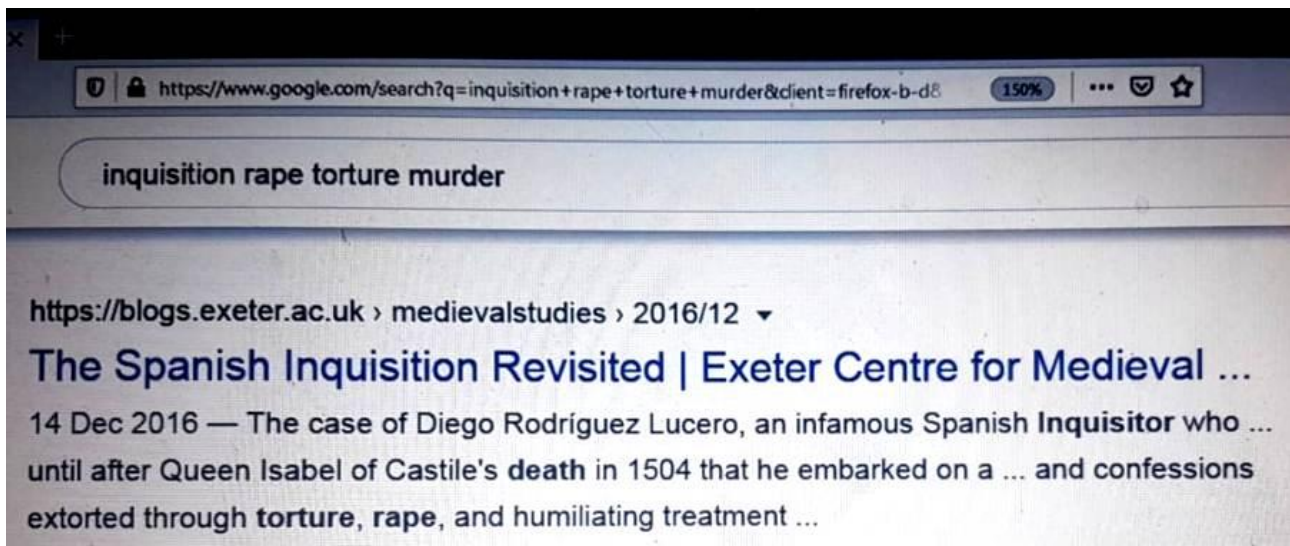 https://www.google.com/search?q=inquisition+rape+torture+murder&client=firefox-b-d8
150%
inquisition rape torture murder
https://blogs.exeter.ac.uk › medievalstudies › 2016/12
The Spanish Inquisition Revisited | Exeter Centre for Medieval ...
14 Dec 2016 — The case of Diego Rodríguez Lucero, an infamous Spanish Inquisitor who ...
until after Queen Isabel of Castile's death in 1504 that he embarked on a ... and confessions
extorted through torture, rape, and humiliating treatment ...